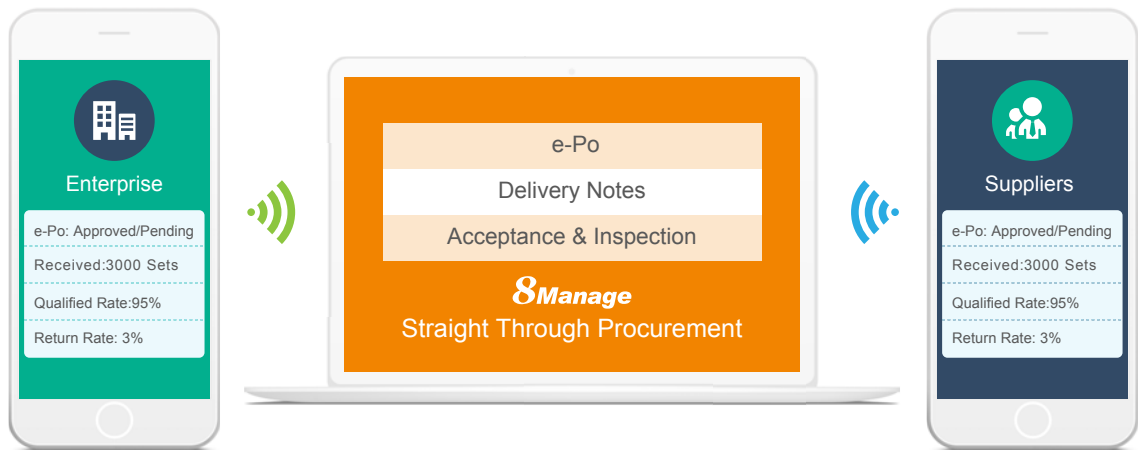 Enterprise
e-Po: Approved/Pending
Received:3000 Sets
Qualified Rate:95%
Return Rate: 3%
e-Po
Delivery Notes
Acceptance & Inspection
8Manage
Straight Through Procurement
Suppliers
e-Po: Approved/Pending
Received:3000 Sets
Qualified Rate:95%
Return Rate: 3%